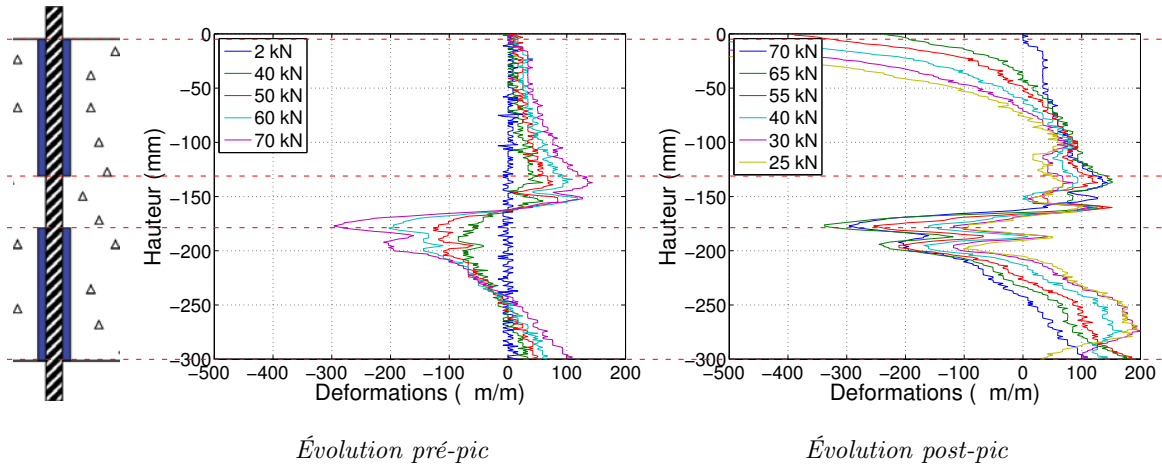 0
−50
−100
−150
−200
−250
−300
Hauteur (mm)
2 kN
40 kN
50 kN
60 kN
70 kN
−500 −400 −300 −200 −100 0 100 200
Deformations ( m/m)
0
−50
−100
−150
−200
−250
−300
Hauteur (mm)
70 kN
65 kN
55 kN
40 kN
30 kN
25 kN
−500 −400 −300 −200 −100 0 100 200
Deformations ( m/m)
Évolution pré-pic
Évolution post-pic